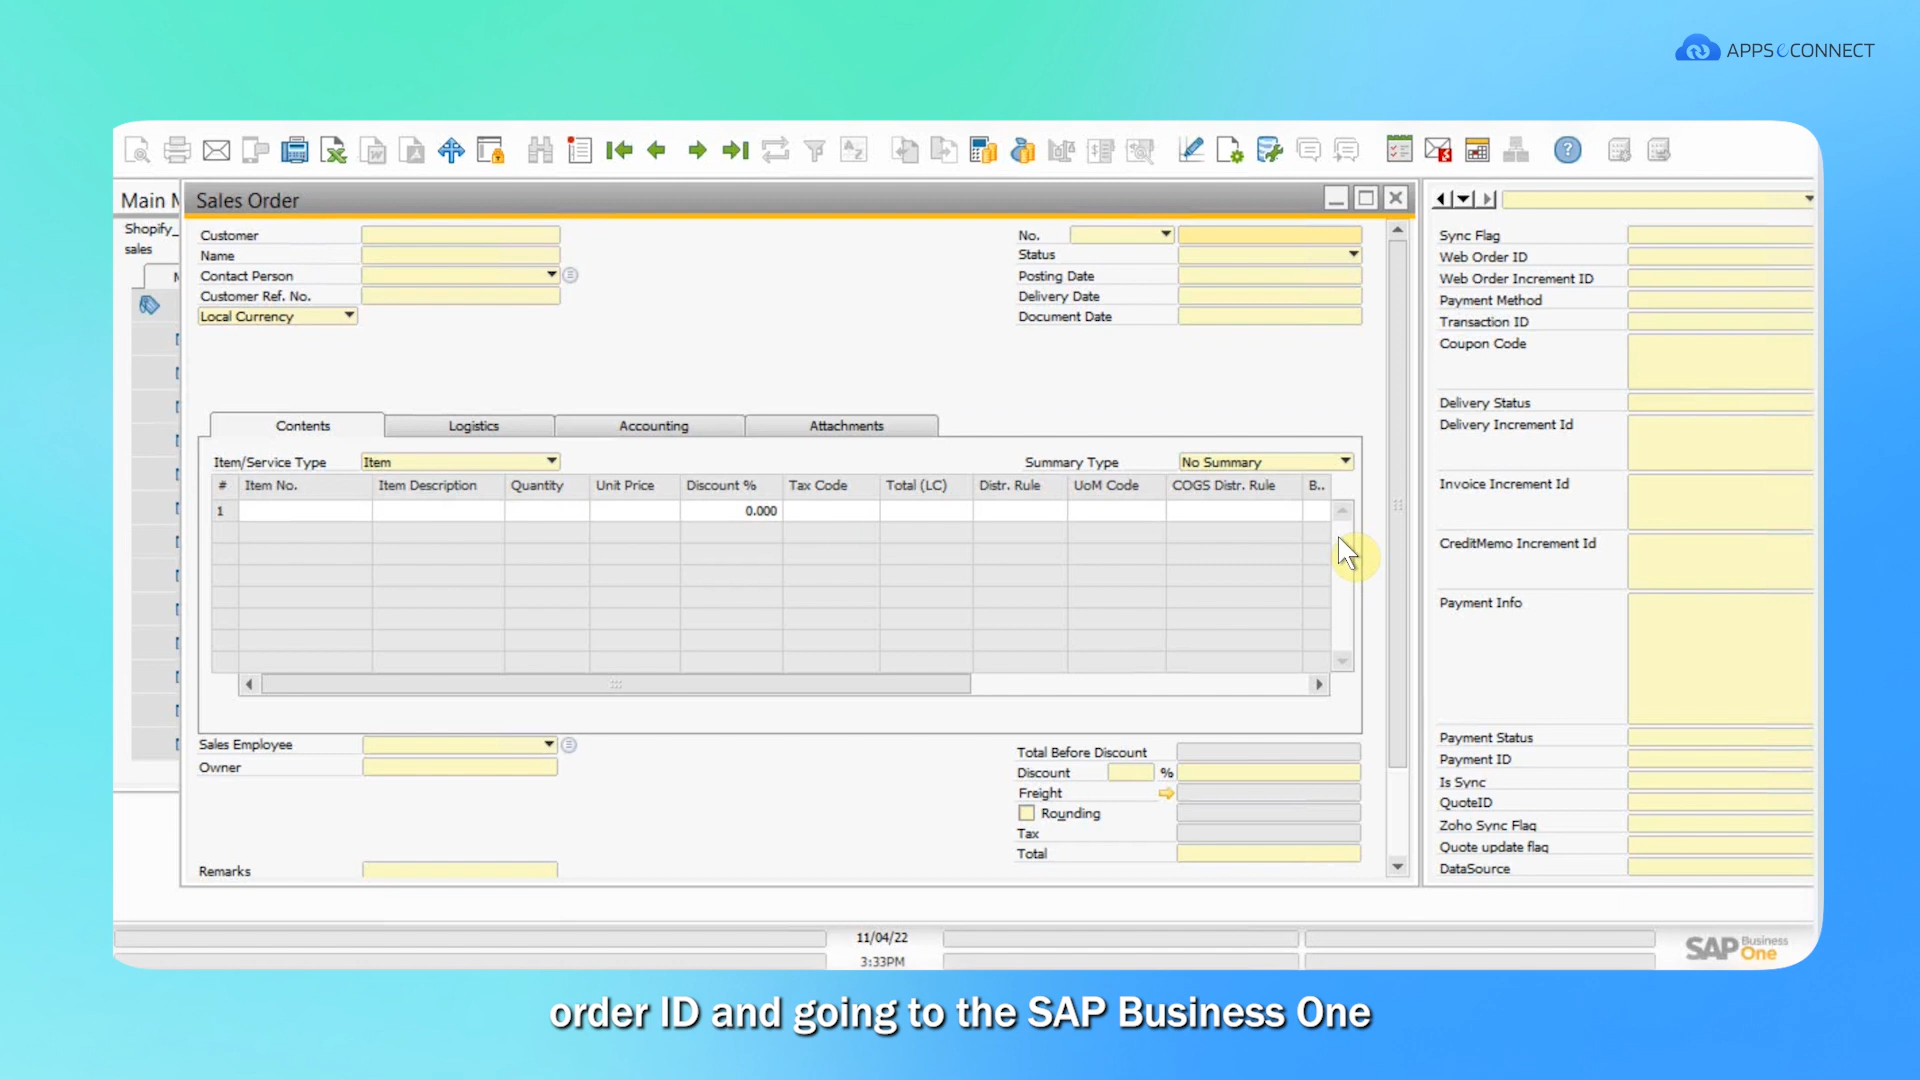 APPSeCONNECT
Main M
Sales Order
Shopify_
sales
Customer
Name
Contact Person
Customer Ref. No.
Local Currency
No.
Status
Posting Date
Delivery Date
Document Date
Contents
Logistics
Accounting
Attachments
Item/Service Type
Item
Summary Type
No Summary
# Item No. Item Description Quantity Unit Price Discount % Tax Code Total (LC) Distr. Rule UoM Code COGS Distr. Rule B..
1 0.000
Sales Employee
Owner
Remarks
Total Before Discount
Discount %
Freight
Rounding
Tax
Total
Sync Flag
Web Order ID
Web Order Increment ID
Payment Method
Transaction ID
Coupon Code
Delivery Status
Delivery Increment Id
Invoice Increment Id
CreditMemo Increment Id
Payment Info
Payment Status
Payment ID
Is Sync
QuoteID
Zoho Sync Flag
Quote update flag
DataSource
11/04/22
3:33PM
SAP Business One
order ID and going to the SAP Business One